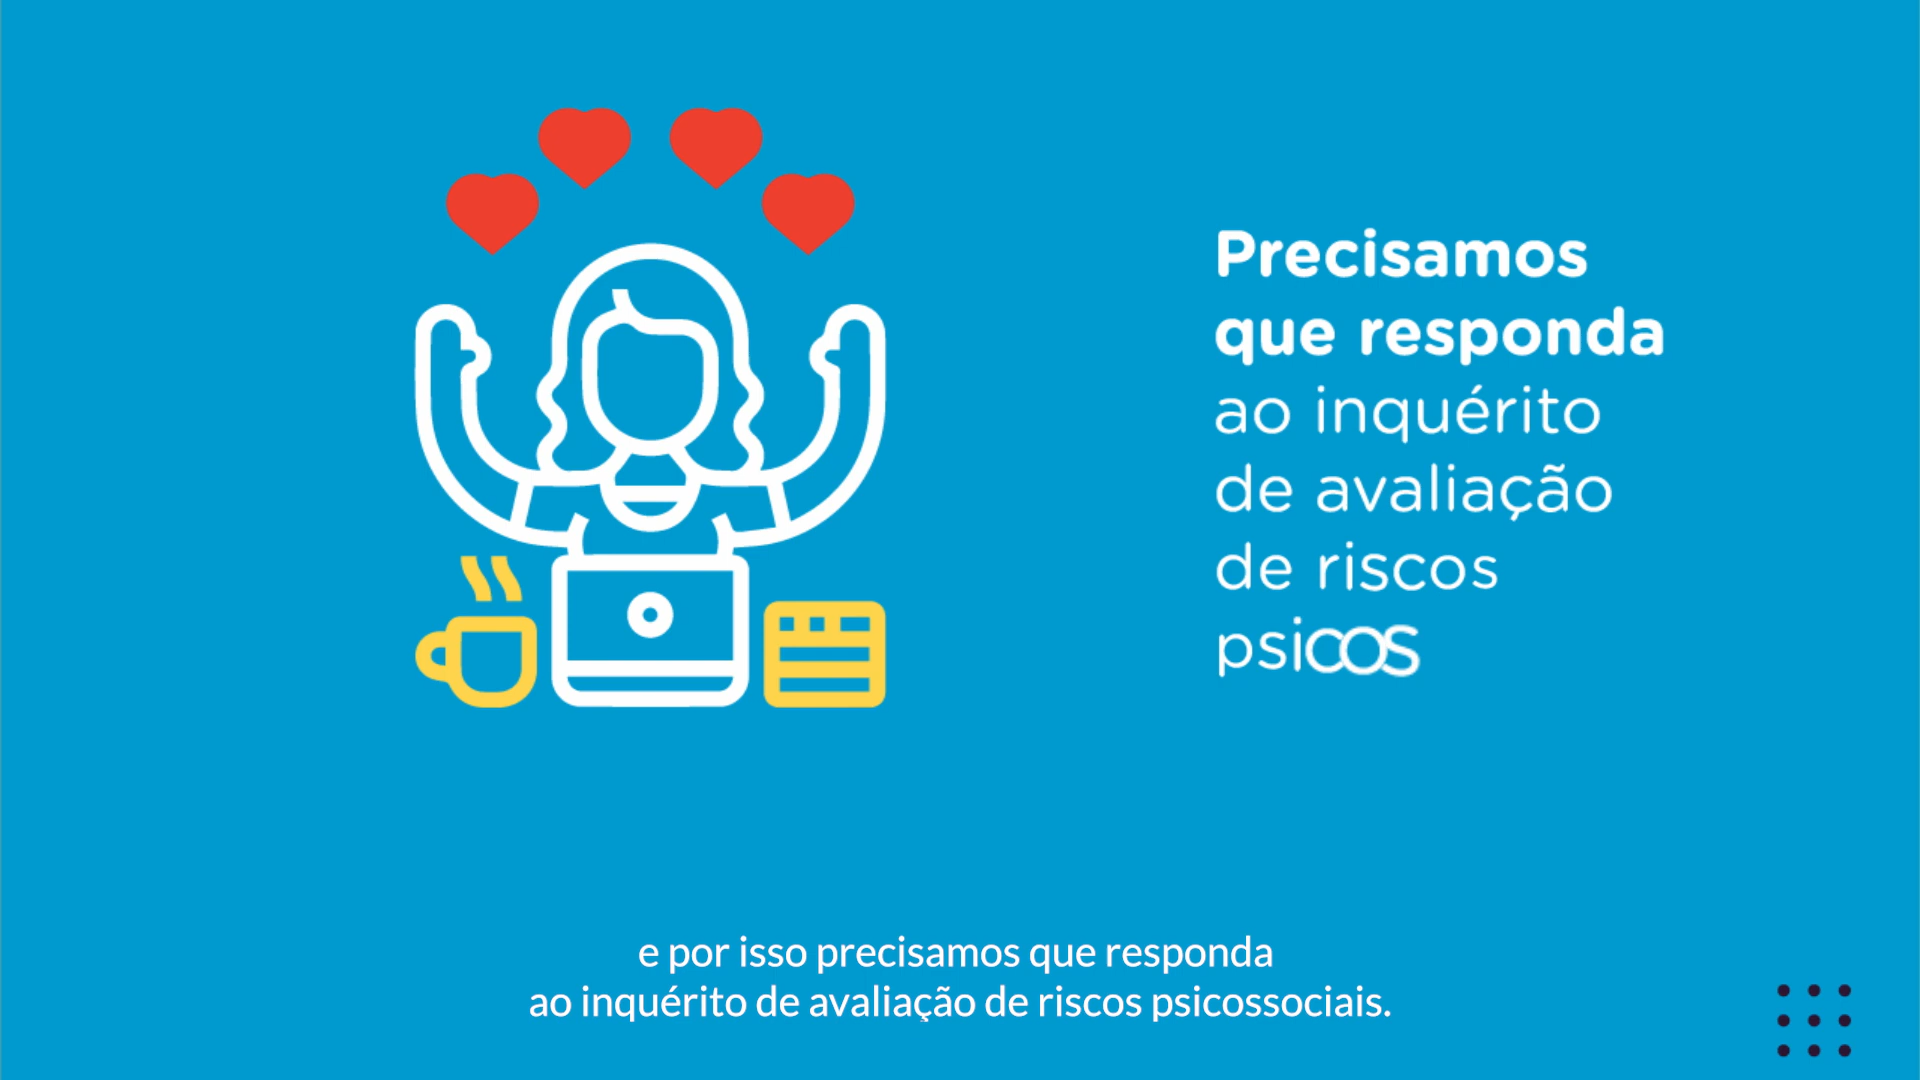 Precisamos
que responda
ao inquérito
de avaliação
de riscos
psicos
e por isso precisamos que responda
ao inquérito de avaliação de riscos psicossociais.